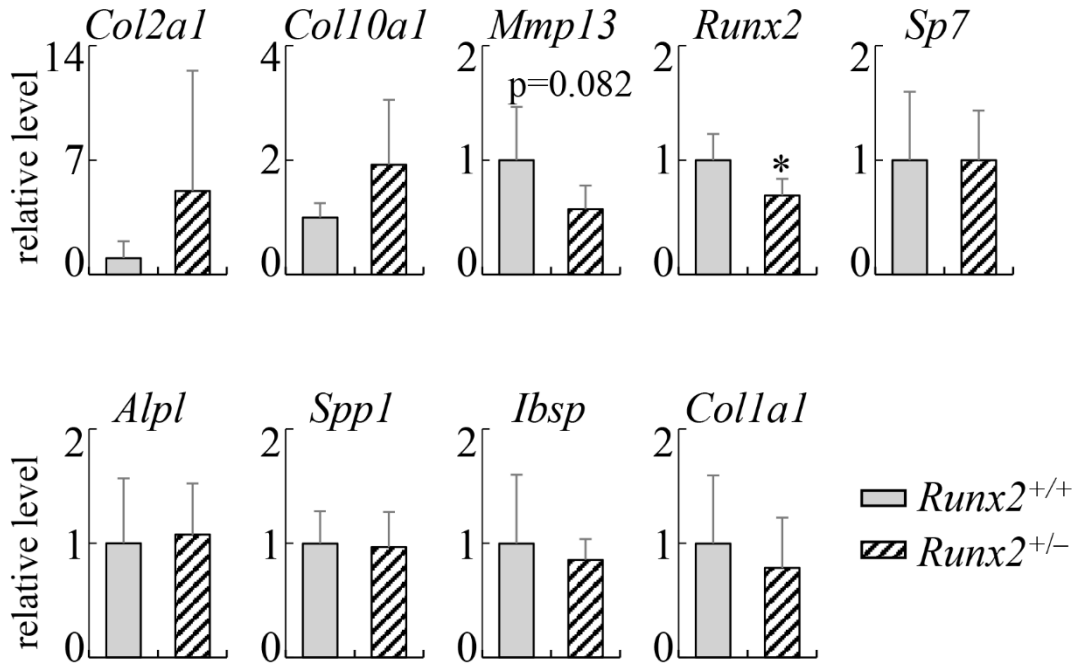 Col2a1 Col10a1 Mmp13 Runx2 Sp7
14 4 2 2 2
p=0.082
7 2 1 1 * 1
0 0 0 0 0
relative level
Alpl Spp1 Ibsp Col1a1
2 2 2 2
1 1 1 1
0 0 0 0
relative level
Runx2+/+
Runx2+/–